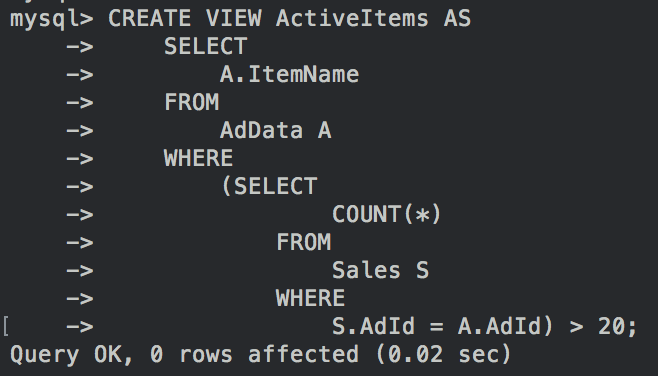 mysql> CREATE VIEW ActiveItems AS
    ->     SELECT
    ->         A.ItemName
    ->     FROM
    ->         AdData A
    ->     WHERE
    ->         (SELECT
    ->                 COUNT(*)
    ->             FROM
    ->                 Sales S
    ->             WHERE
[    ->                 S.AdId = A.AdId) > 20;
Query OK, 0 rows affected (0.02 sec)